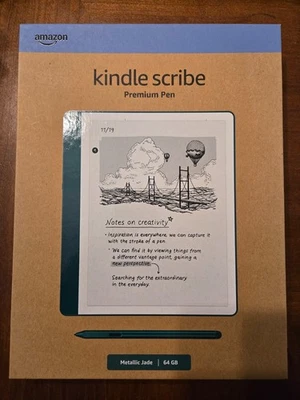 amazon
kindle scribe
Premium Pen
11/19
Notes on creativity*
· Inspiration is everywhere, we can capture it
with the stroke of a pen.
* We can find it by viewing things from
a different vantage point, gaining a
new perspective.
Searching for the extraordinary
in the everyday.
Metallic Jade | 64 GB